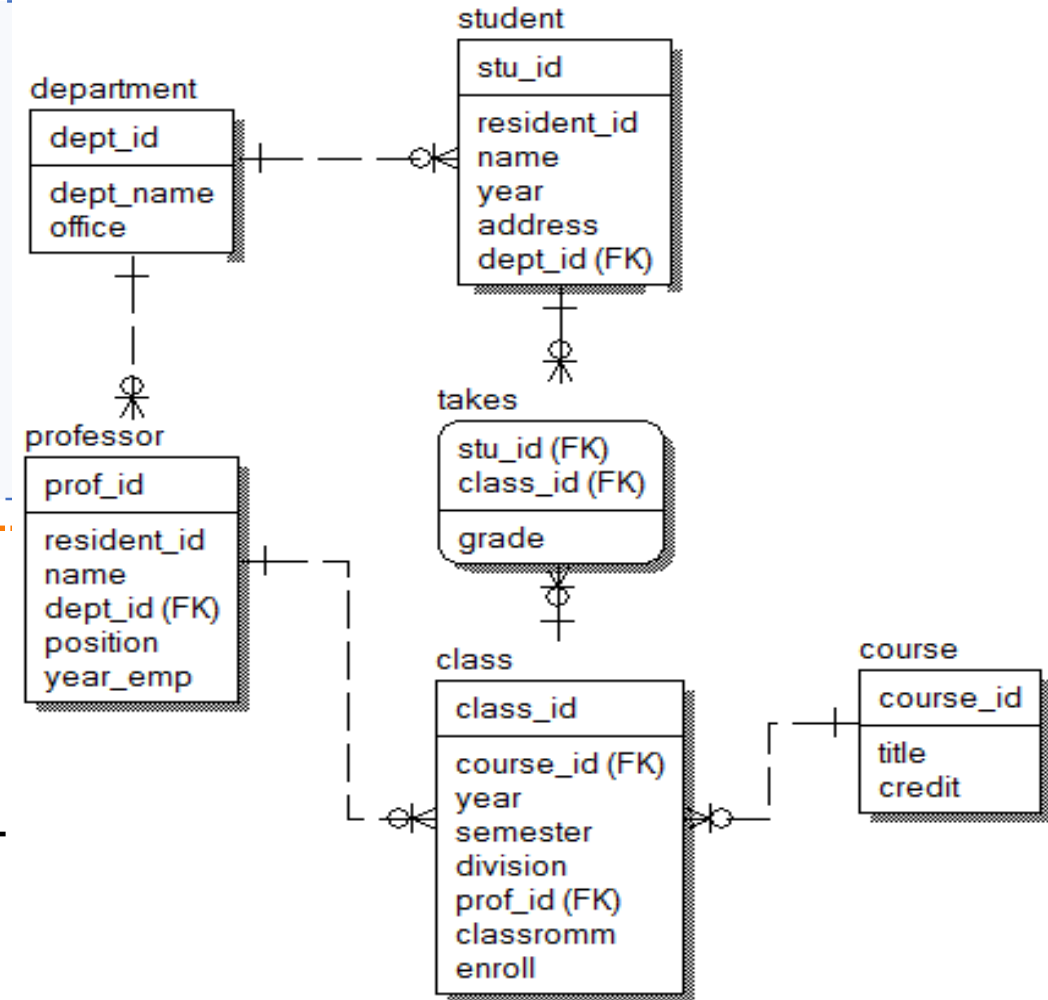 student
stu_id
resident_id
name
year
address
dept_id (FK)
department
dept_id
dept_name
office
takes
stu_id (FK)
class_id (FK)
grade
professor
prof_id
resident_id
name
dept_id (FK)
position
year_emp
class
class_id
course_id (FK)
year
semester
division
prof_id (FK)
classromm
enroll
course
course_id
title
credit